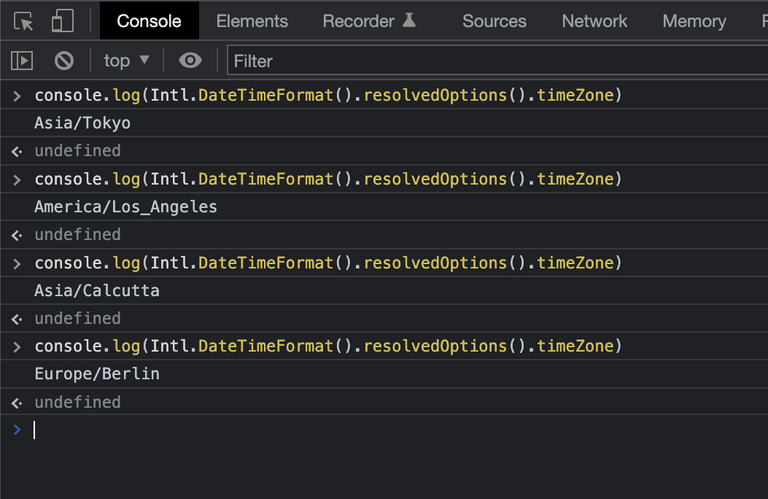 Console Elements Recorder Sources Network Memory
top ▼ Filter
> console.log(Intl.DateTimeFormat().resolvedOptions().timeZone)
Asia/Tokyo
undefined
> console.log(Intl.DateTimeFormat().resolvedOptions().timeZone)
America/Los_Angeles
undefined
> console.log(Intl.DateTimeFormat().resolvedOptions().timeZone)
Asia/Calcutta
undefined
> console.log(Intl.DateTimeFormat().resolvedOptions().timeZone)
Europe/Berlin
undefined
>